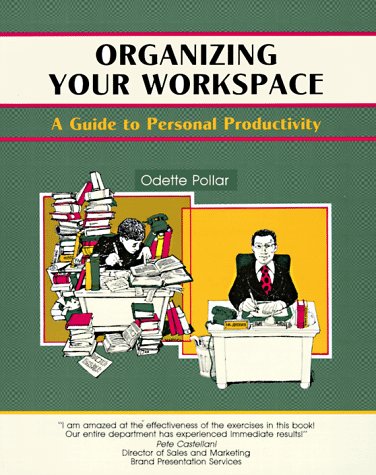 ORGANIZING
YOUR WORKSPACE
A Guide to Personal Productivity
Odette Pollar
"I am amazed at the effectiveness of the exercises in this book!
Our entire department has experienced immediate results!"
Pete Castellani
Director of Sales and Marketing
Brand Presentation Services